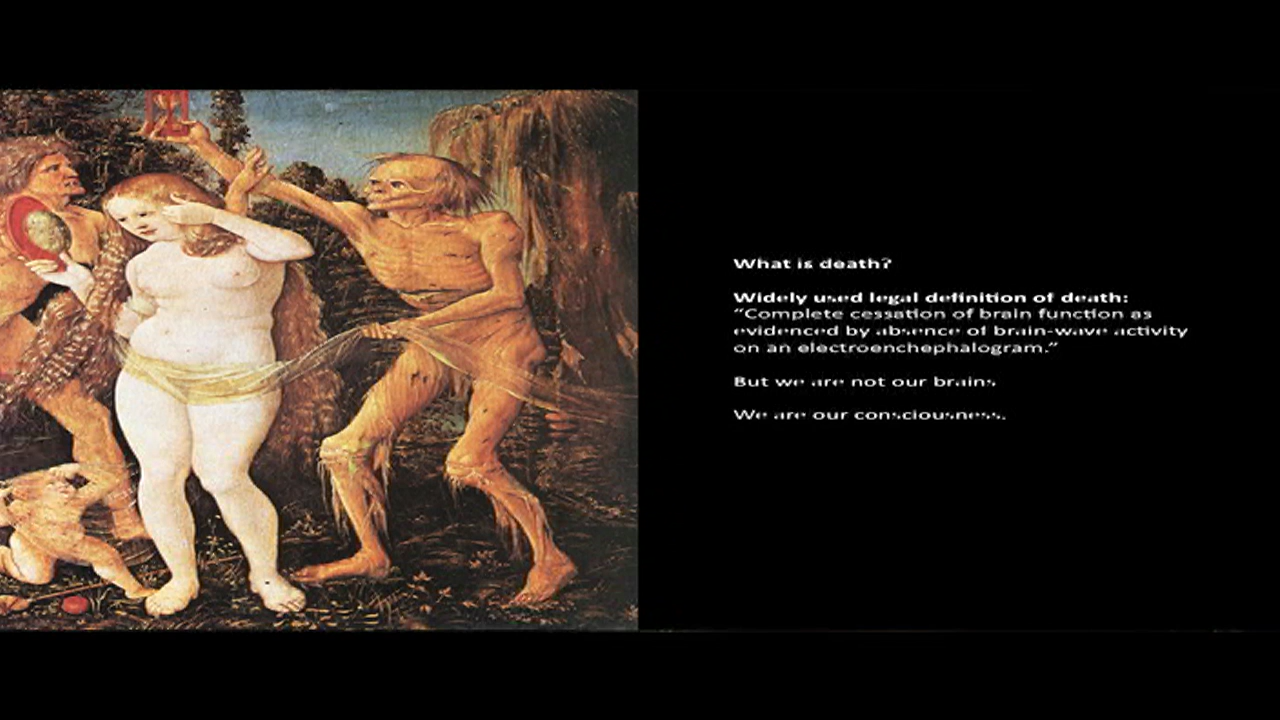 What is death?
Widely used legal definition of death:
“Complete cessation of brain function as
evidenced by absence of brain-wave activity
on an electroenchephalogram.”
But we are not our brains
We are our consciousness.